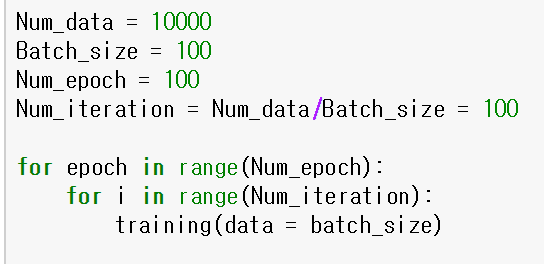 Num_data = 10000
Batch_size = 100
Num_epoch = 100
Num_iteration = Num_data/Batch_size = 100
for epoch in range(Num_epoch):
    for i in range(Num_iteration):
        training(data = batch_size)